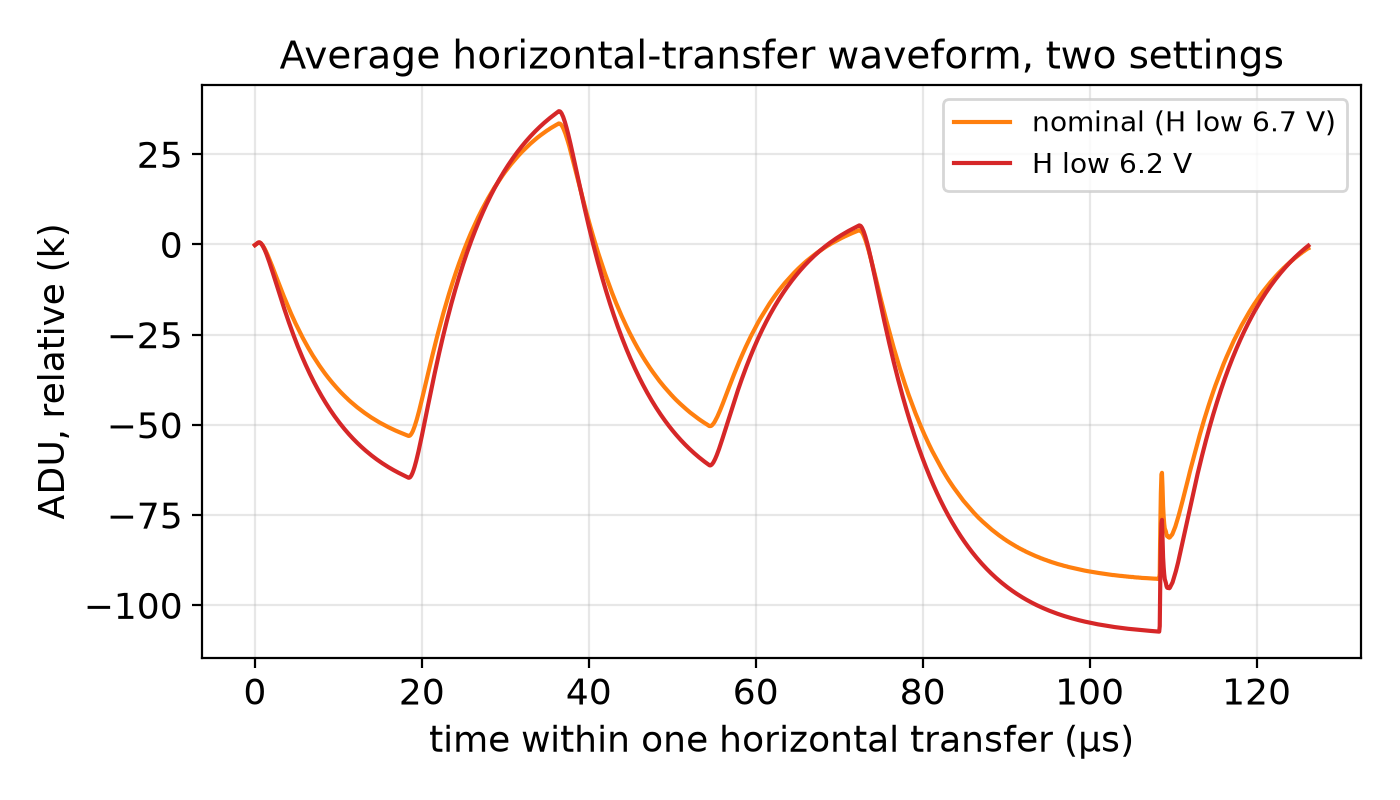 Average horizontal-transfer waveform, two settings
nominal (H low 6.7 V)
H low 6.2 V
ADU, relative (k)
25
0
−25
−50
−75
−100
0 20 40 60 80 100 120
time within one horizontal transfer (µs)